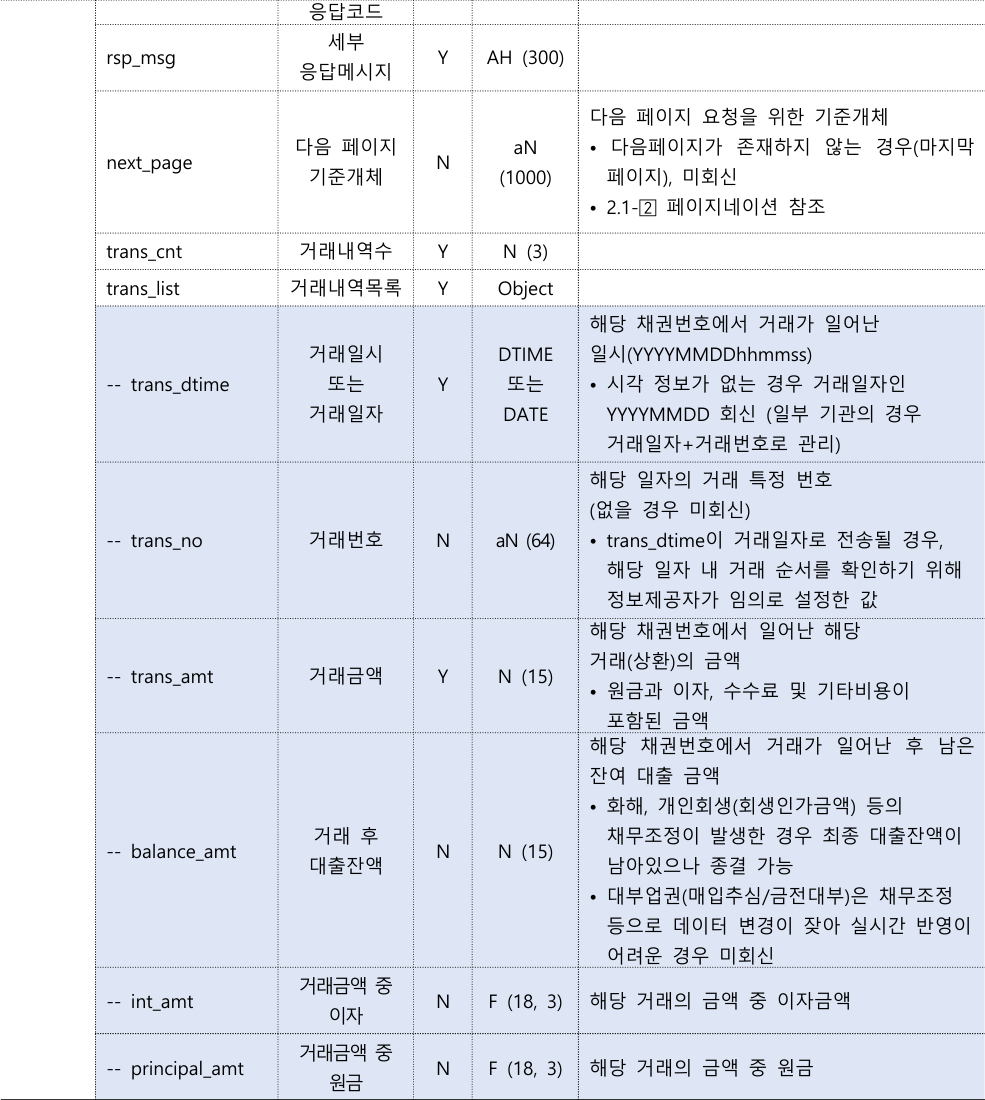 응답코드
rsp_msg
세부
응답메시지
Y
AH (300)
next_page
다음 페이지
기준개체
N
aN
(1000)
다음 페이지 요청을 위한 기준개체
• 다음페이지가 존재하지 않는 경우(마지막
페이지), 미회신
• 2.1-② 페이지네이션 참조
trans_cnt
거래내역수
Y
N (3)
trans_list
거래내역목록
Y
Object
-- trans_dtime
거래일시
또는
거래일자
Y
DTIME
또는
DATE
해당 채권번호에서 거래가 일어난
일시(YYYYMMDDhhmmss)
• 시각 정보가 없는 경우 거래일자인
YYYYMMDD 회신 (일부 기관의 경우
거래일자+거래번호로 관리)
-- trans_no
거래번호
N
aN (64)
해당 일자의 거래 특정 번호
(없을 경우 미회신)
• trans_dtime이 거래일자로 전송될 경우,
해당 일자 내 거래 순서를 확인하기 위해
정보제공자가 임의로 설정한 값
-- trans_amt
거래금액
Y
N (15)
해당 채권번호에서 일어난 해당
거래(상환)의 금액
• 원금과 이자, 수수료 및 기타비용이
포함된 금액
-- balance_amt
거래 후
대출잔액
N
N (15)
해당 채권번호에서 거래가 일어난 후 남은
잔여 대출 금액
• 화해, 개인회생(회생인가금액) 등의
채무조정이 발생한 경우 최종 대출잔액이
남아있으나 종결 가능
• 대부업권(매입추심/금전대부)은 채무조정
등으로 데이터 변경이 잦아 실시간 반영이
어려운 경우 미회신
-- int_amt
거래금액 중
이자
N
F (18, 3)
해당 거래의 금액 중 이자금액
-- principal_amt
거래금액 중
원금
N
F (18, 3)
해당 거래의 금액 중 원금